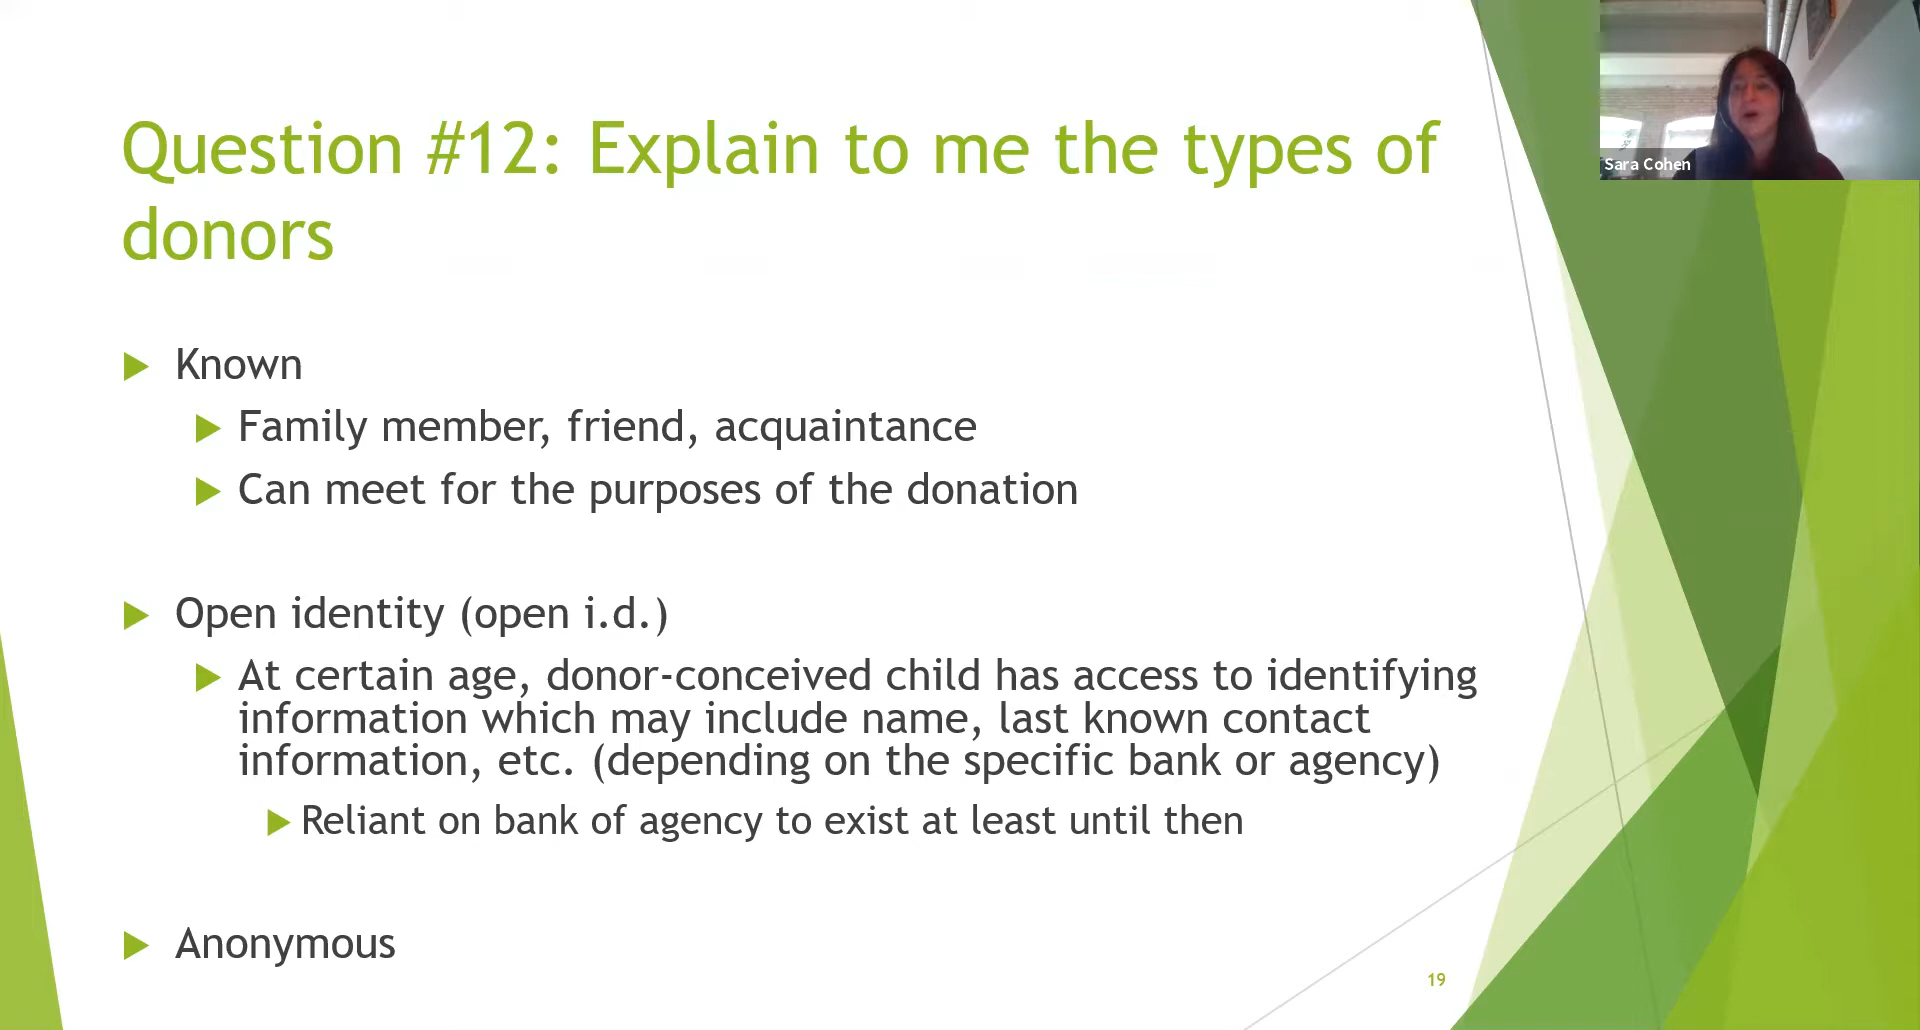 Question #12: Explain to me the types of
donors
Sara Cohen
Known
Family member, friend, acquaintance
Can meet for the purposes of the donation
Open identity (open i.d.)
At certain age, donor-conceived child has access to identifying
information which may include name, last known contact
information, etc. (depending on the specific bank or agency)
Reliant on bank of agency to exist at least until then
Anonymous
19